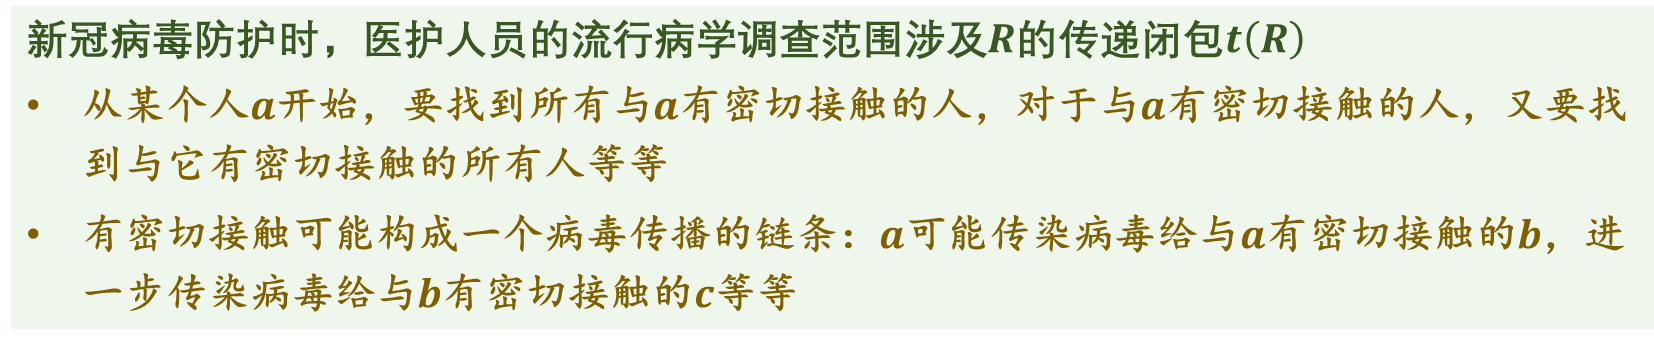 新冠病毒防护时，医护人员的流行病学调查范围涉及R的传递闭包t(R)
• 从某个人a开始，要找到所有与a有密切接触的人，对于与a有密切接触的人，又要找
到与它有密切接触的所有人等等
• 有密切接触可能构成一个病毒传播的链条：a可能传染病毒给与a有密切接触的b，进
一步传染病毒给与b有密切接触的c等等